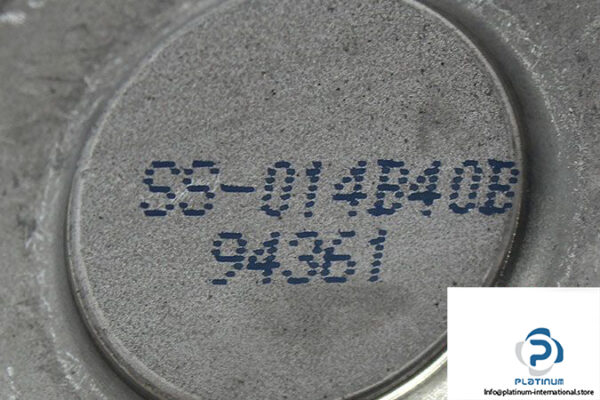 SS-014B40B
94361
PLATINUM
Info@platinum-international.store